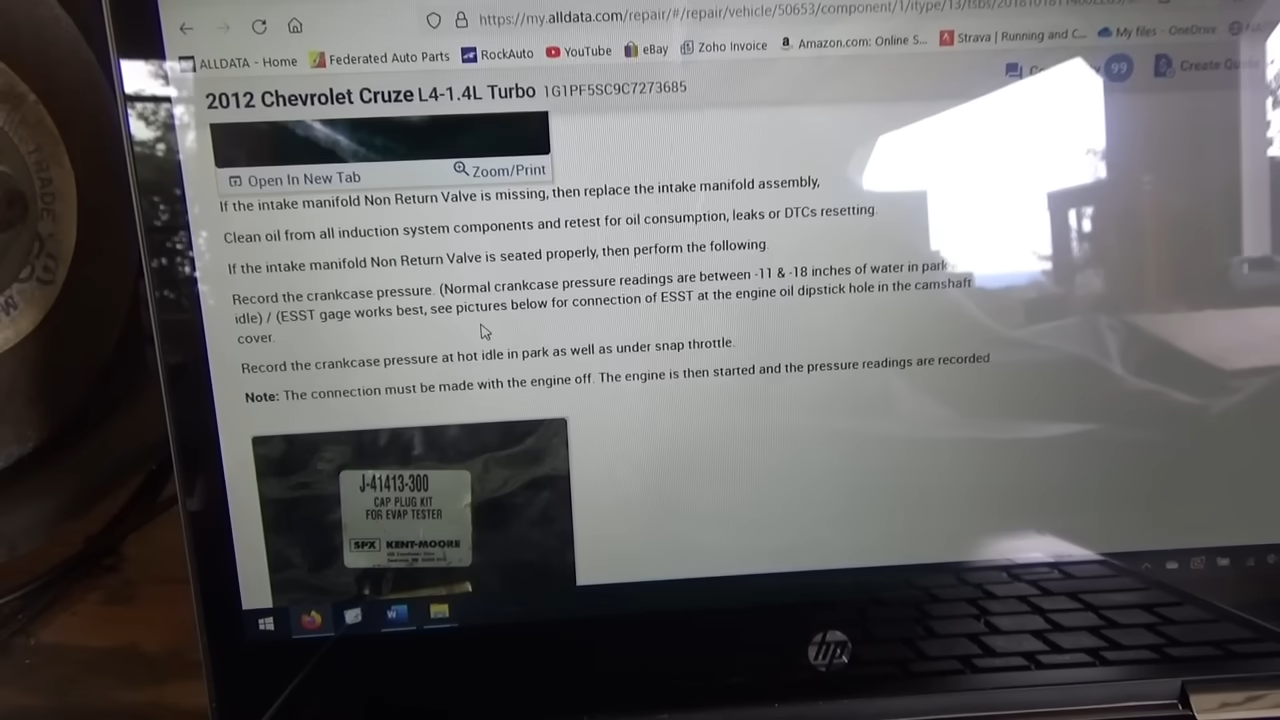 https://my.alldata.com/repair/#/repair/vehicle/50653/component/1/itype/13/tsbs/
ALLDATA - Home Federated Auto Parts RockAuto YouTube eBay Zoho Invoice Amazon.com: Online S... Strava | Running and C... My files - OneDrive
2012 Chevrolet Cruze L4-1.4L Turbo 1G1PF5SC9C7273685
99 Create
Open In New Tab Zoom/Print
If the intake manifold Non Return Valve is missing, then replace the intake manifold assembly,
Clean oil from all induction system components and retest for oil consumption, leaks or DTCs resetting.
If the intake manifold Non Return Valve is seated properly, then perform the following.
Record the crankcase pressure. (Normal crankcase pressure readings are between -11 & -18 inches of water in park
idle) / (ESST gage works best, see pictures below for connection of ESST at the engine oil dipstick hole in the camshaft
cover.
Record the crankcase pressure at hot idle in park as well as under snap throttle.
Note: The connection must be made with the engine off. The engine is then started and the pressure readings are recorded
J-41413-300
CAP PLUG KIT
FOR EVAP TESTER
SPX KENT-MOORE
hp
TRADE